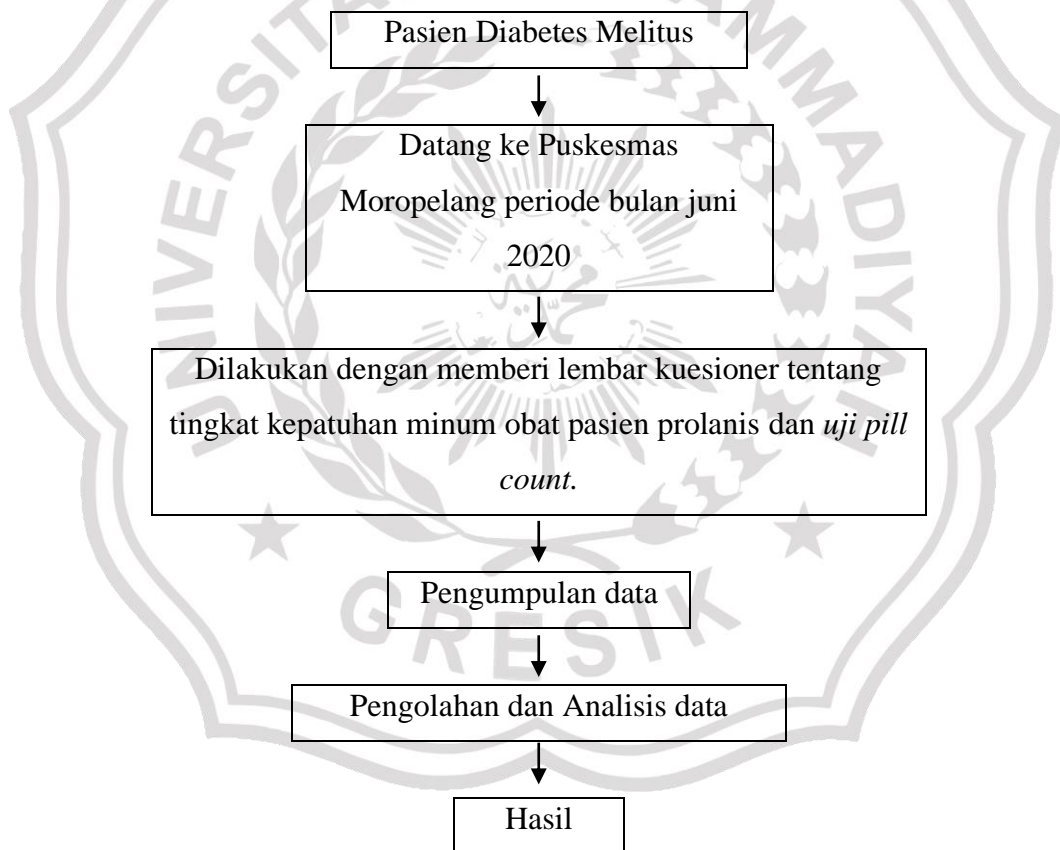 Pasien Diabetes Melitus
Datang ke Puskesmas
Moropelang periode bulan juni
2020
Dilakukan dengan memberi lembar kuesioner tentang
tingkat kepatuhan minum obat pasien prolanis dan uji pill
count.
Pengumpulan data
Pengolahan dan Analisis data
Hasil
GRESIK